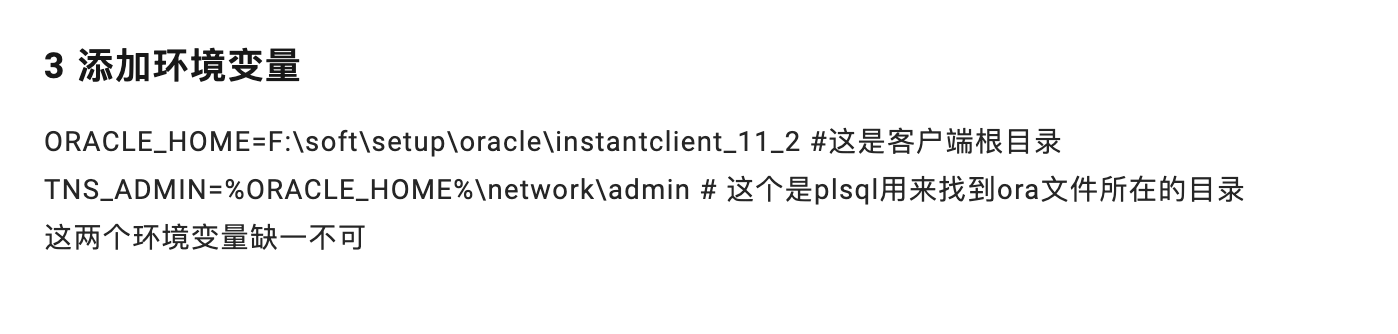 3 添加环境变量
ORACLE_HOME=F:\soft\setup\oracle\instantclient_11_2 #这是客户端根目录
TNS_ADMIN=%ORACLE_HOME%\network\admin # 这个是plsql用来找到ora文件所在的目录
这两个环境变量缺一不可